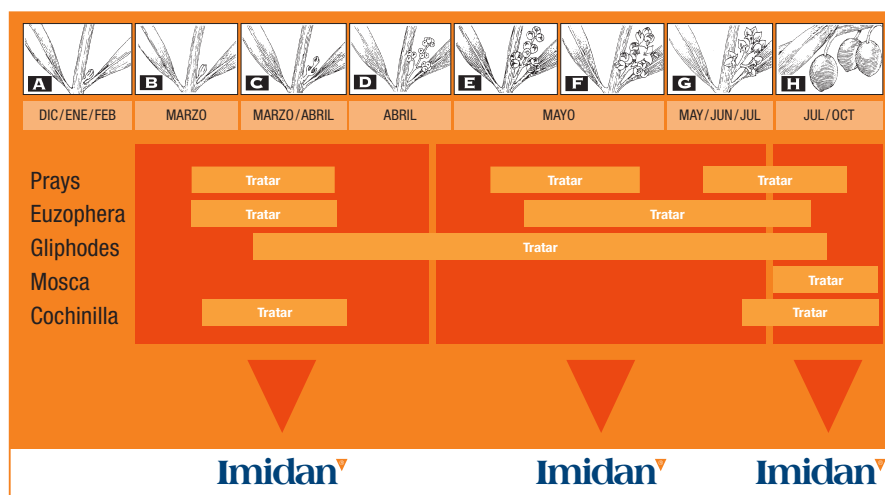 A B C D E F G H
DIC/ENE/FEB MARZO MARZO/ABRIL ABRIL MAYO MAY/JUN/JUL JUL/OCT
Prays Tratar Tratar Tratar
Euzophera Tratar Tratar
Gliphodes Tratar
Mosca Tratar
Cochinilla Tratar Tratar
Imidan Imidan Imidan